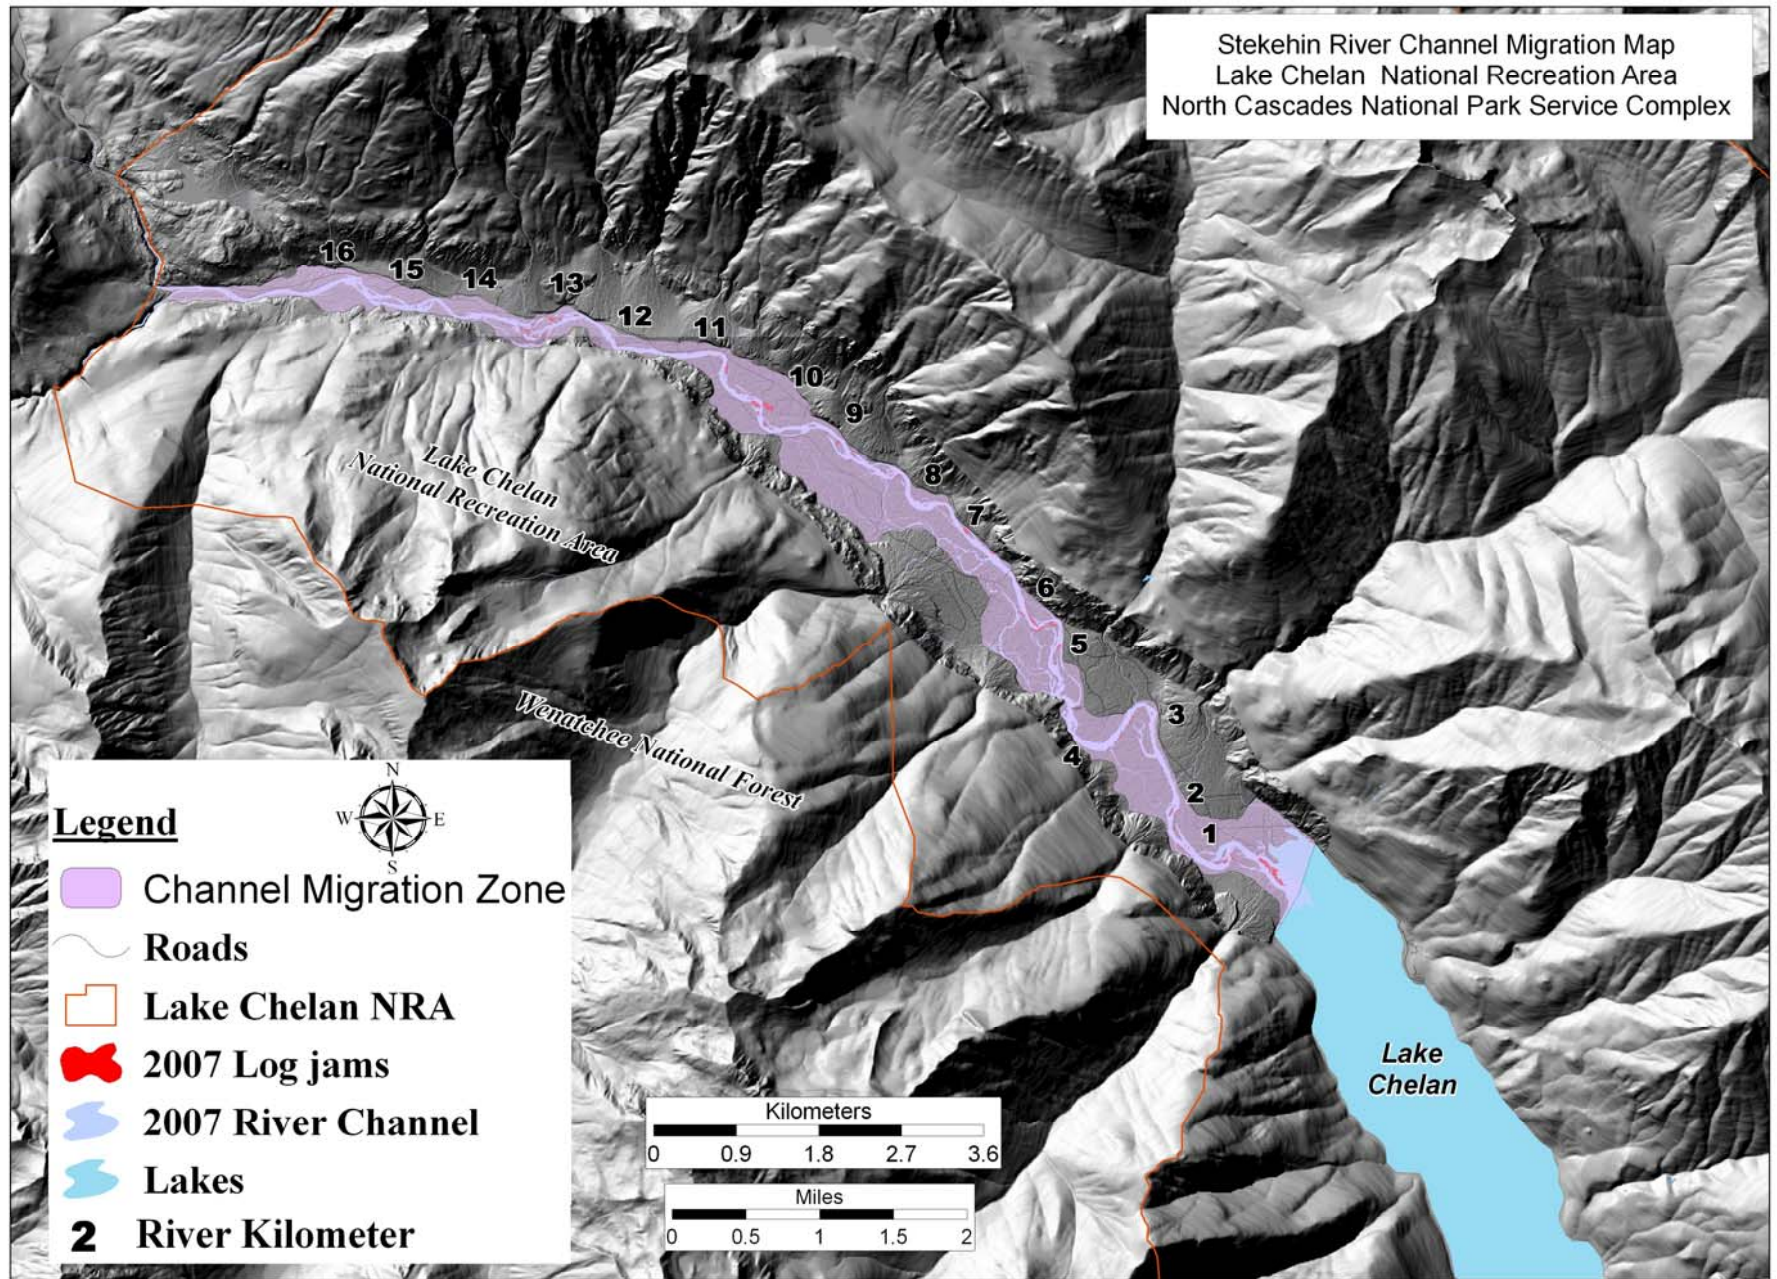 Stekehin River Channel Migration Map
Lake Chelan National Recreation Area
North Cascades National Park Service Complex
16
15
14
13
12
11
10
9
8
7
6
5
4
3
2
1
Lake Chelan
National Recreation Area
Wenatchee National Forest
Lake
Chelan
N
W
E
S
Legend
Channel Migration Zone
Roads
Lake Chelan NRA
2007 Log jams
2007 River Channel
Lakes
2 River Kilometer
Kilometers
0 0.9 1.8 2.7 3.6
Miles
0 0.5 1 1.5 2